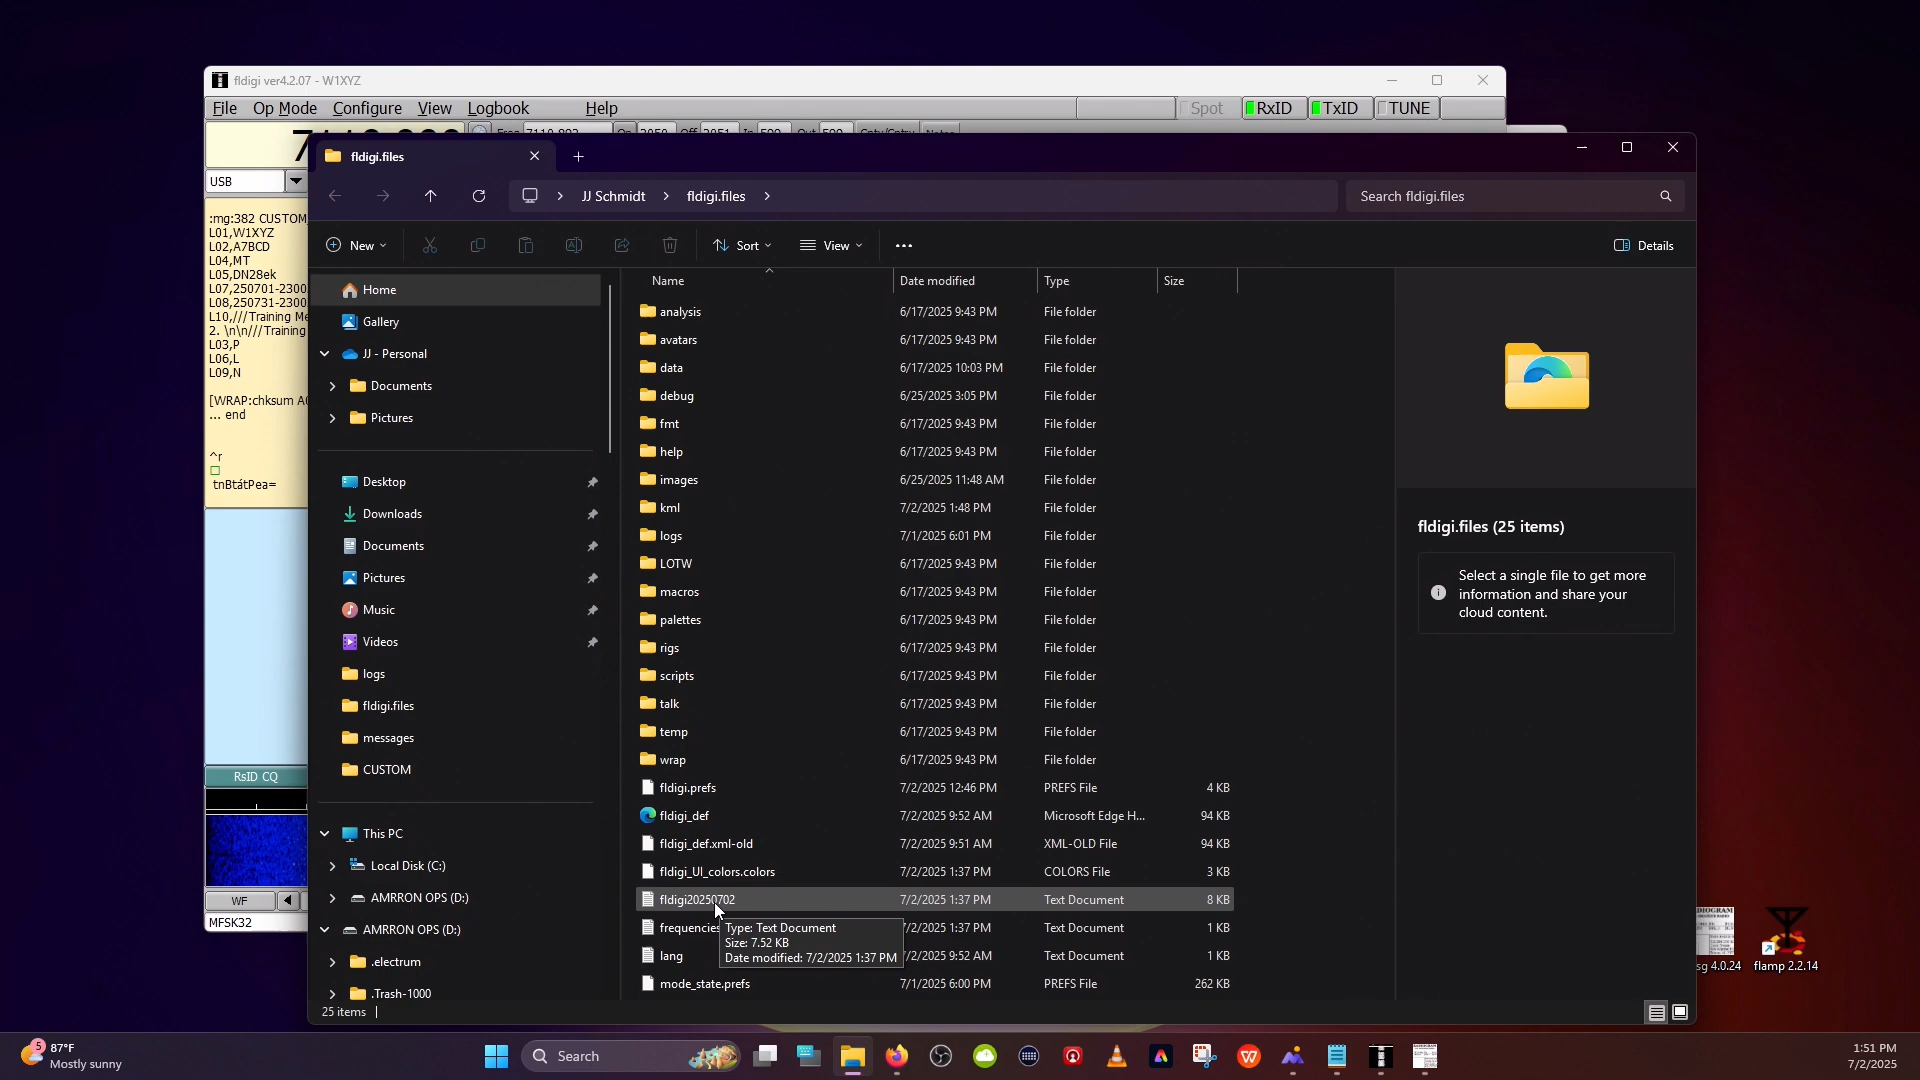 fldigi ver4.2.07 - W1XYZ
File Op Mode Configure View Logbook Help
Spot RxID TxID TUNE
USB
:mg:382 CUSTOM
L01,W1XYZ
L02,A7BCD
L04,MT
L05,DN28ek
L07,250701-2300
L08,250731-2300
L10,///Training Me
2. \n\n///Training
L03,P
L06,L
L09,N
[WRAP:chksum A
... end
^r
tnBtátPea=
RsID CQ
WF
MFSK32
fldigi.files
JJ Schmidt fldigi.files
Search fldigi.files
New Sort View Details
Home
Gallery
JJ - Personal
Documents
Pictures
Desktop
Downloads
Documents
Pictures
Music
Videos
logs
fldigi.files
messages
CUSTOM
This PC
Local Disk (C:)
AMRRON OPS (D:)
AMRRON OPS (D:)
.electrum
.Trash-1000
Name Date modified Type Size
analysis 6/17/2025 9:43 PM File folder
avatars 6/17/2025 9:43 PM File folder
data 6/17/2025 10:03 PM File folder
debug 6/25/2025 3:05 PM File folder
fmt 6/17/2025 9:43 PM File folder
help 6/17/2025 9:43 PM File folder
images 6/25/2025 11:48 AM File folder
kml 7/2/2025 1:48 PM File folder
logs 7/1/2025 6:01 PM File folder
LOTW 6/17/2025 9:43 PM File folder
macros 6/17/2025 9:43 PM File folder
palettes 6/17/2025 9:43 PM File folder
rigs 6/17/2025 9:43 PM File folder
scripts 6/17/2025 9:43 PM File folder
talk 6/17/2025 9:43 PM File folder
temp 6/17/2025 9:43 PM File folder
wrap 6/17/2025 9:43 PM File folder
fldigi.prefs 7/2/2025 12:46 PM PREFS File 4 KB
fldigi_def 7/2/2025 9:52 AM Microsoft Edge H... 94 KB
fldigi_def.xml-old 7/2/2025 9:51 AM XML-OLD File 94 KB
fldigi_UI_colors.colors 7/2/2025 1:37 PM COLORS File 3 KB
fldigi20250702 7/2/2025 1:37 PM Text Document 8 KB
frequencies 7/2/2025 1:37 PM Text Document 1 KB
lang 7/2/2025 9:52 AM Text Document 1 KB
mode_state.prefs 7/1/2025 6:00 PM PREFS File 262 KB
Type: Text Document
Size: 7.52 KB
Date modified: 7/2/2025 1:37 PM
fldigi.files (25 items)
Select a single file to get more
information and share your
cloud content.
25 items
sg 4.0.24
flamp 2.2.14
5
87°F
Mostly sunny
Search
1:51 PM
7/2/2025